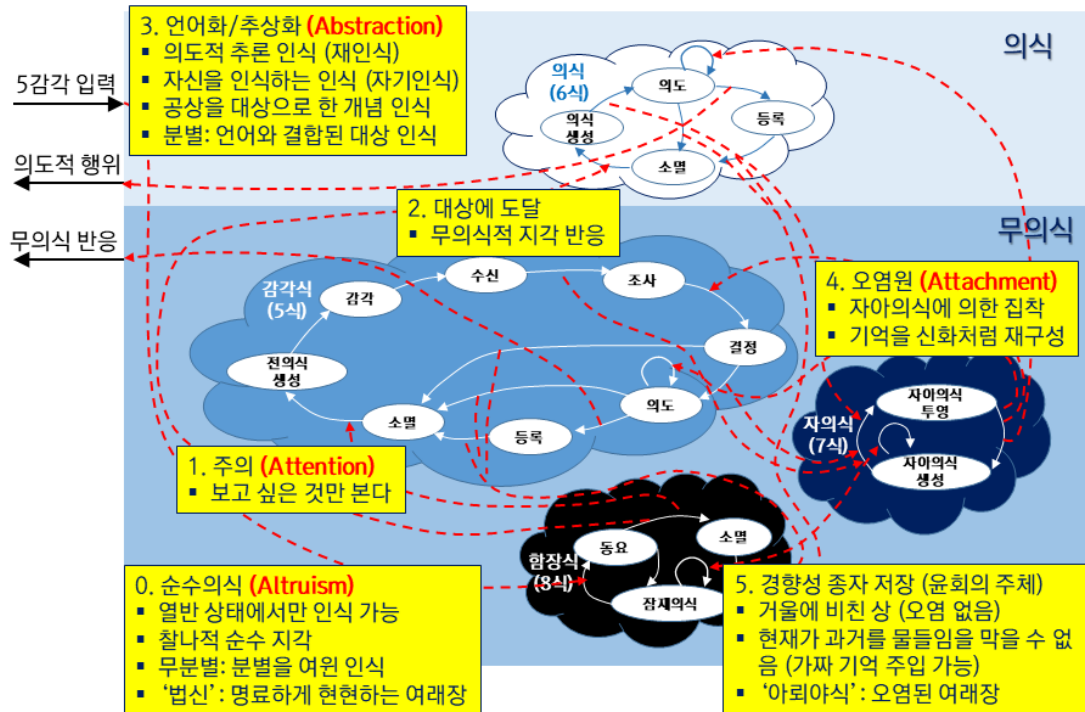 3. 언어화/추상화 (Abstraction)
▪ 의도적 추론 인식 (재인식)
▪ 자신을 인식하는 인식 (자기인식)
▪ 공상을 대상으로 한 개념 인식
▪ 분별: 언어와 결합된 대상 인식
의식
5감각 입력
의도적 행위
무의식 반응
의식
(6식)
의도
등록
의식
생성
소멸
무의식
2. 대상에 도달
▪ 무의식적 지각 반응
감각식
(5식)
감각
수신
조사
결정
의도
등록
소멸
전의식
생성
4. 오염원 (Attachment)
▪ 자아의식에 의한 집착
▪ 기억을 신화처럼 재구성
자의식
(7식)
자아의식
투영
자아의식
생성
1. 주의 (Attention)
▪ 보고 싶은 것만 본다
함장식
(8식)
동요
소멸
잠재의식
0. 순수의식 (Altruism)
▪ 열반 상태에서만 인식 가능
▪ 찰나적 순수 지각
▪ 무분별: 분별을 여읜 인식
▪ ‘법신’: 명료하게 현현하는 여래장
5. 경향성 종자 저장 (윤회의 주체)
▪ 거울에 비친 상 (오염 없음)
▪ 현재가 과거를 물들임을 막을 수 없
음 (가짜 기억 주입 가능)
▪ ‘아뢰야식’: 오염된 여래장